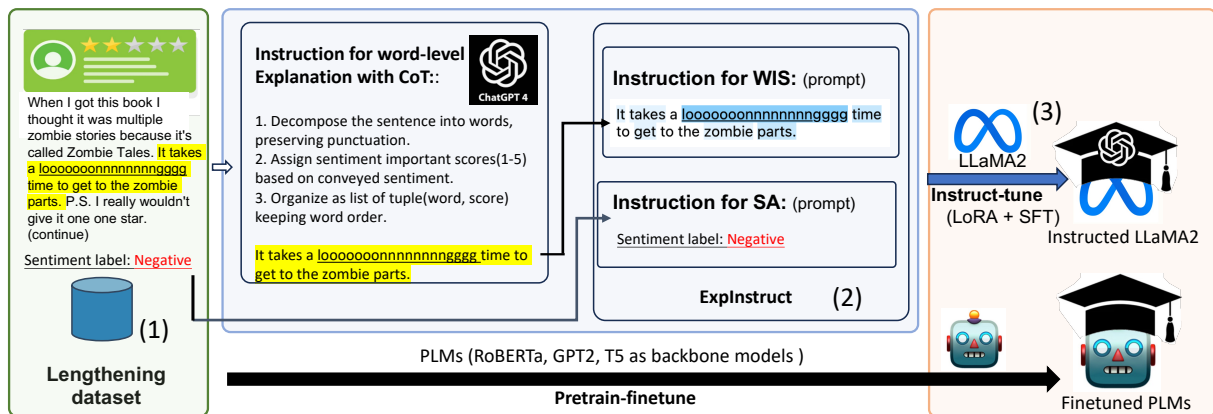 When I got this book I
thought it was multiple
zombie stories because it's
called Zombie Tales. It takes
a looooooonnnnnnnngggg
time to get to the zombie
parts. P.S. I really wouldn't
give it one one star.
(continue)
Sentiment label: Negative
(1)
Lengthening
dataset
Instruction for word-level
Explanation with CoT::
ChatGPT 4
1. Decompose the sentence into words,
preserving punctuation.
2. Assign sentiment important scores(1-5)
based on conveyed sentiment.
3. Organize as list of tuple(word, score)
keeping word order.
It takes a looooooonnnnnnnngggg time to
get to the zombie parts.
Instruction for WIS: (prompt)
It takes a looooooonnnnnnnngggg time
to get to the zombie parts.
Instruction for SA: (prompt)
Sentiment label: Negative
ExpInstruct
(2)
(3)
LLaMA2
Instruct-tune
(LoRA + SFT)
Instructed LLaMA2
PLMs (RoBERTa, GPT2, T5 as backbone models )
Pretrain-finetune
Finetuned PLMs